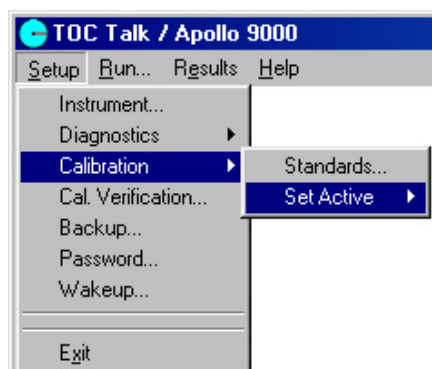 TOC Talk / Apollo 9000
Setup Run... Results Help
Instrument...
Diagnostics
Calibration
Standards...
Cal. Verification...
Set Active
Backup...
Password...
Wakeup...
Exit